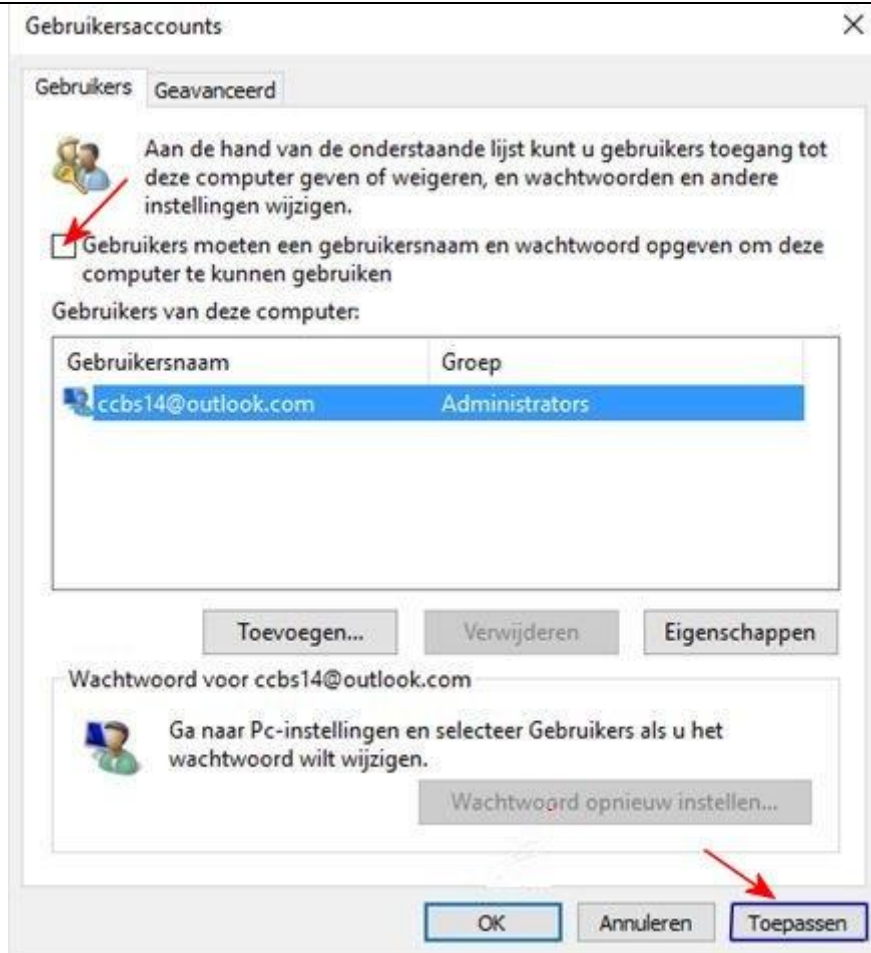 Gebruikersaccounts
Gebruikers Geavanceerd
Aan de hand van de onderstaande lijst kunt u gebruikers toegang tot
deze computer geven of weigeren, en wachtwoorden en andere
instellingen wijzigen.
Gebruikers moeten een gebruikersnaam en wachtwoord opgeven om deze
computer te kunnen gebruiken
Gebruikers van deze computer:
Gebruikersnaam Groep
ccbs14@outlook.com Administrators
Toevoegen... Verwijderen Eigenschappen
Wachtwoord voor ccbs14@outlook.com
Ga naar Pc-instellingen en selecteer Gebruikers als u het
wachtwoord wilt wijzigen.
Wachtwoord opnieuw instellen...
OK Annuleren Toepassen